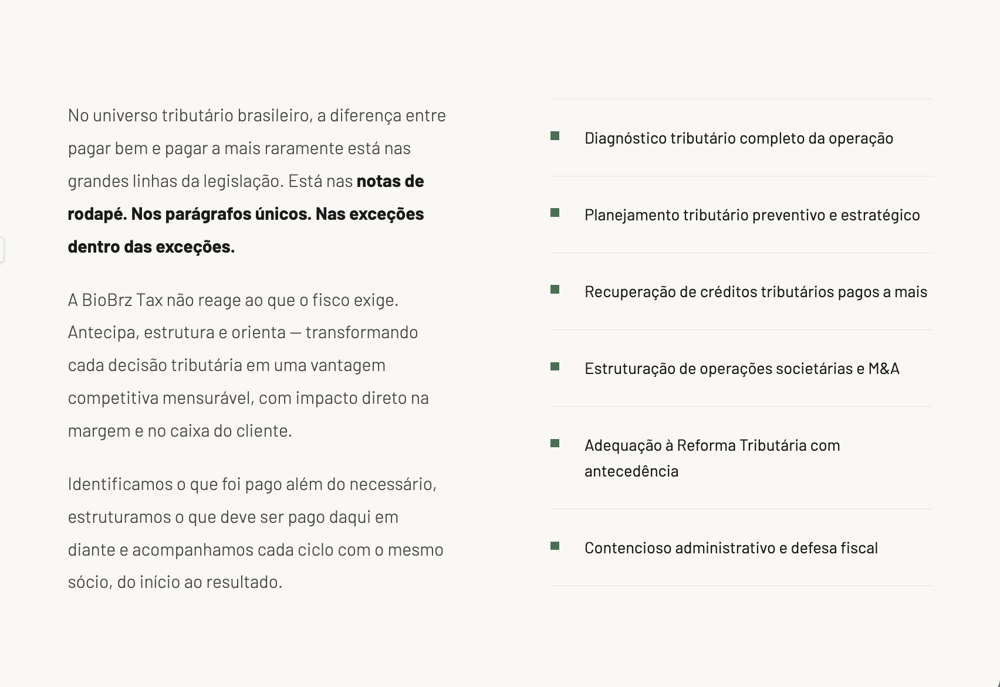 No universo tributário brasileiro, a diferença entre
pagar bem e pagar a mais raramente está nas
grandes linhas da legislação. Está nas notas de
rodapé. Nos parágrafos únicos. Nas exceções
dentro das exceções.
A BioBrz Tax não reage ao que o fisco exige.
Antecipa, estrutura e orienta — transformando
cada decisão tributária em uma vantagem
competitiva mensurável, com impacto direto na
margem e no caixa do cliente.
Identificamos o que foi pago além do necessário,
estruturamos o que deve ser pago daqui em
diante e acompanhamos cada ciclo com o mesmo
sócio, do início ao resultado.
Diagnóstico tributário completo da operação
Planejamento tributário preventivo e estratégico
Recuperação de créditos tributários pagos a mais
Estruturação de operações societárias e M&A
Adequação à Reforma Tributária com
antecedência
Contencioso administrativo e defesa fiscal